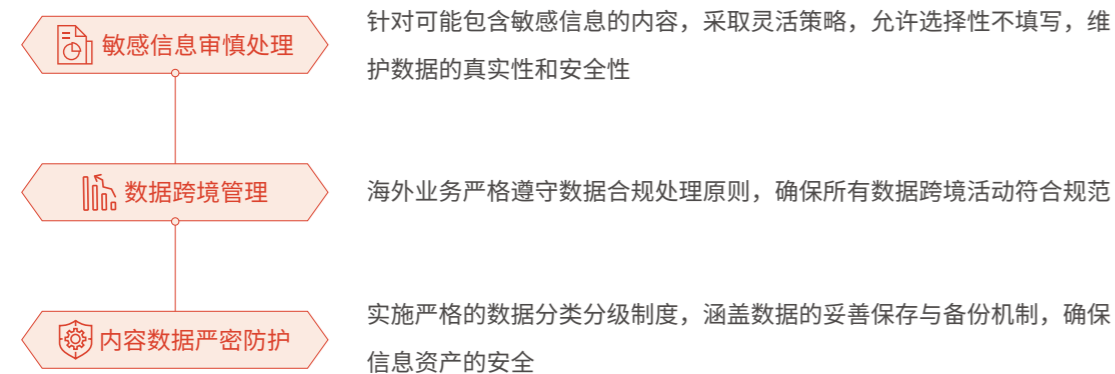 敏感信息审慎处理
针对可能包含敏感信息的内容，采取灵活策略，允许选择性不填写，维
护数据的真实性和安全性
数据跨境管理
海外业务严格遵守数据合规处理原则，确保所有数据跨境活动符合规范
内容数据严密防护
实施严格的数据分类分级制度，涵盖数据的妥善保存与备份机制，确保
信息资产的安全